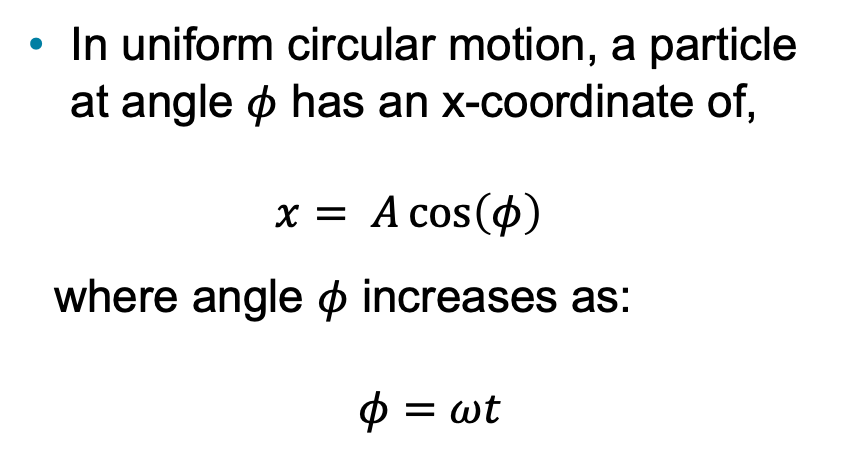 • In uniform circular motion, a particle
at angle 𝜙 has an x-coordinate of,
𝑥 = 𝐴 cos(𝜙)
where angle 𝜙 increases as:
𝜙 = 𝜔𝑡